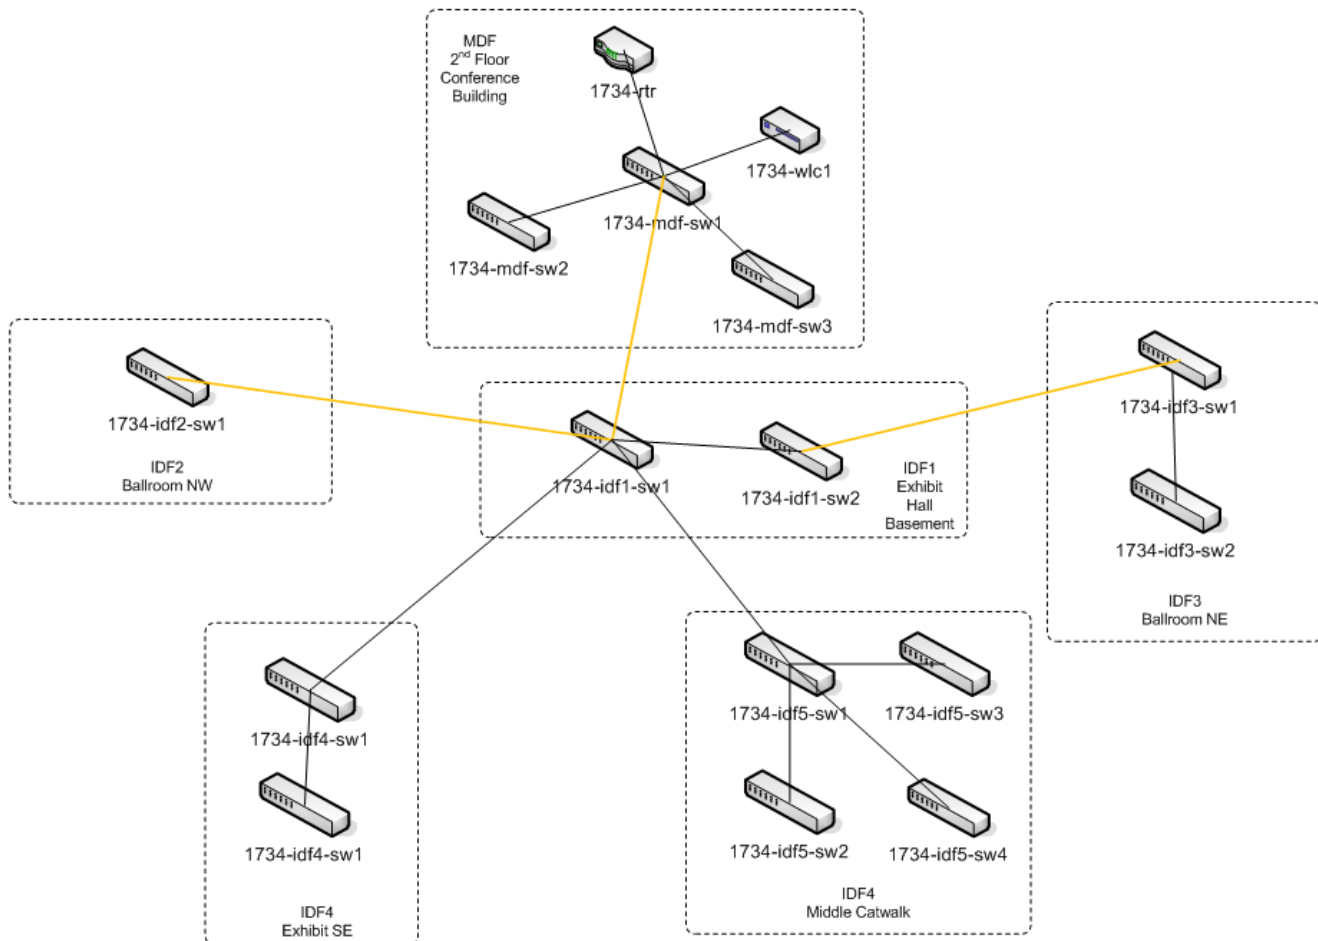 MDF
2nd Floor
Conference
Building
1734-rtr
1734-wlc1
1734-mdf-sw1
1734-mdf-sw2
1734-mdf-sw3
1734-idf2-sw1
IDF2
Ballroom NW
1734-idf1-sw1
1734-idf1-sw2
IDF1
Exhibit
Hall
Basement
1734-idf3-sw1
1734-idf3-sw2
IDF3
Ballroom NE
1734-idf4-sw1
1734-idf4-sw1
IDF4
Exhibit SE
1734-idf5-sw1
1734-idf5-sw3
1734-idf5-sw2
1734-idf5-sw4
IDF4
Middle Catwalk